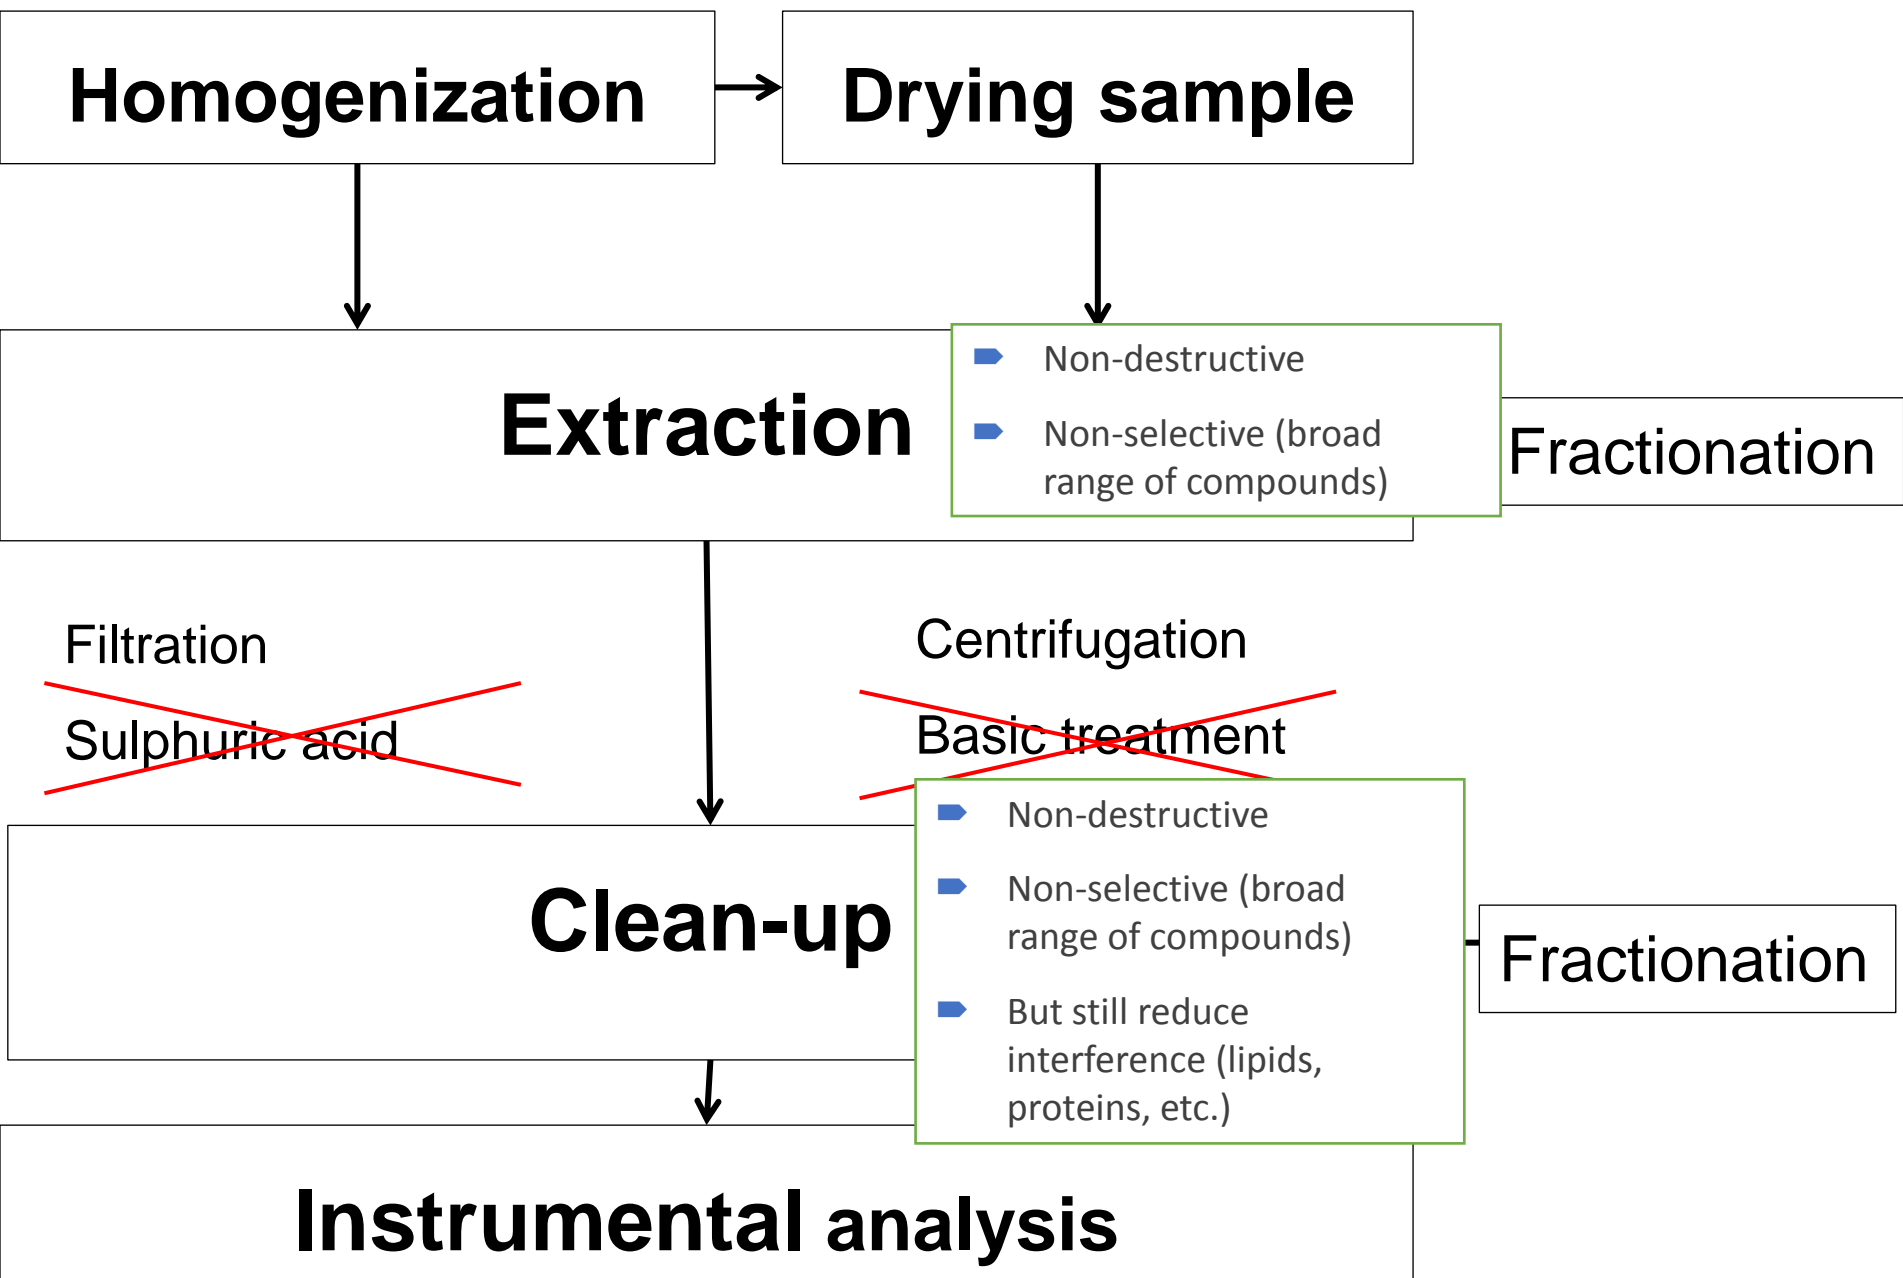 Homogenization
Drying sample
Extraction
Non-destructive
Non-selective (broad
range of compounds)
Fractionation
Filtration
Centrifugation
Sulphuric acid
Basic treatment
Clean-up
Non-destructive
Non-selective (broad
range of compounds)
But still reduce
interference (lipids,
proteins, etc.)
Fractionation
Instrumental analysis